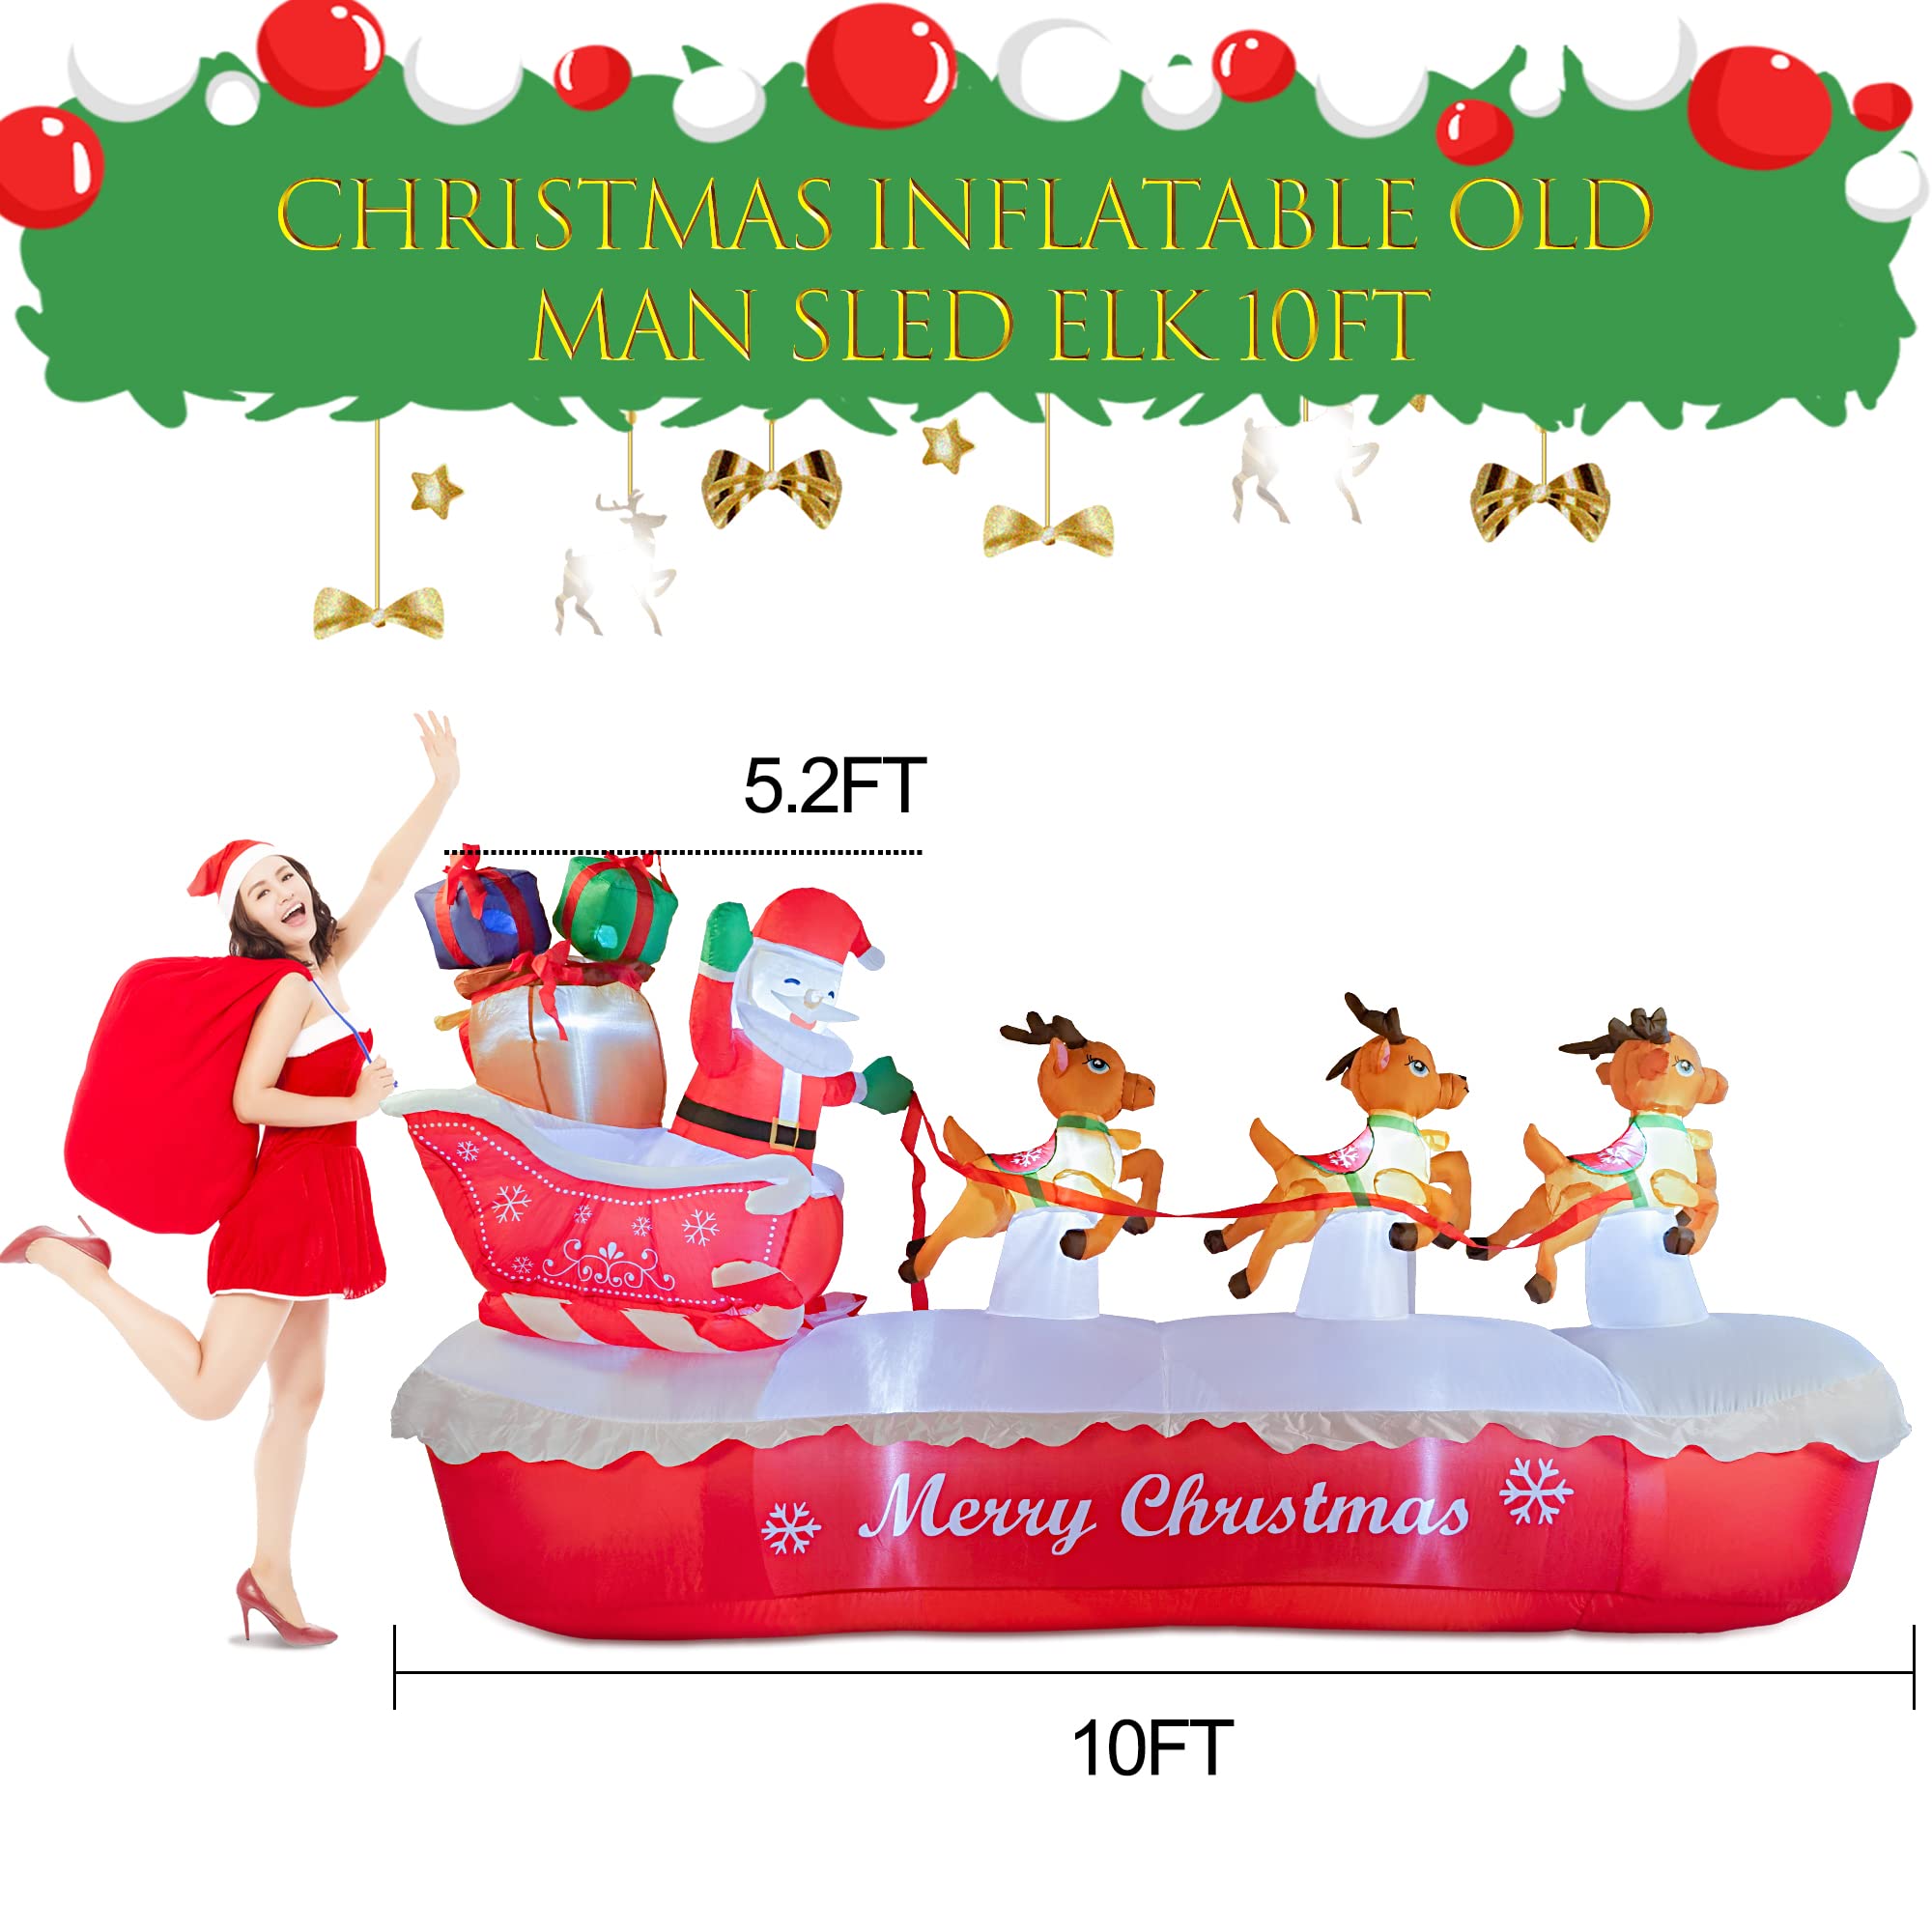 CHRISTMAS INFLATABLE OLD
MAN SLED ELK 10FT
5.2FT
Merry Christmas
10FT